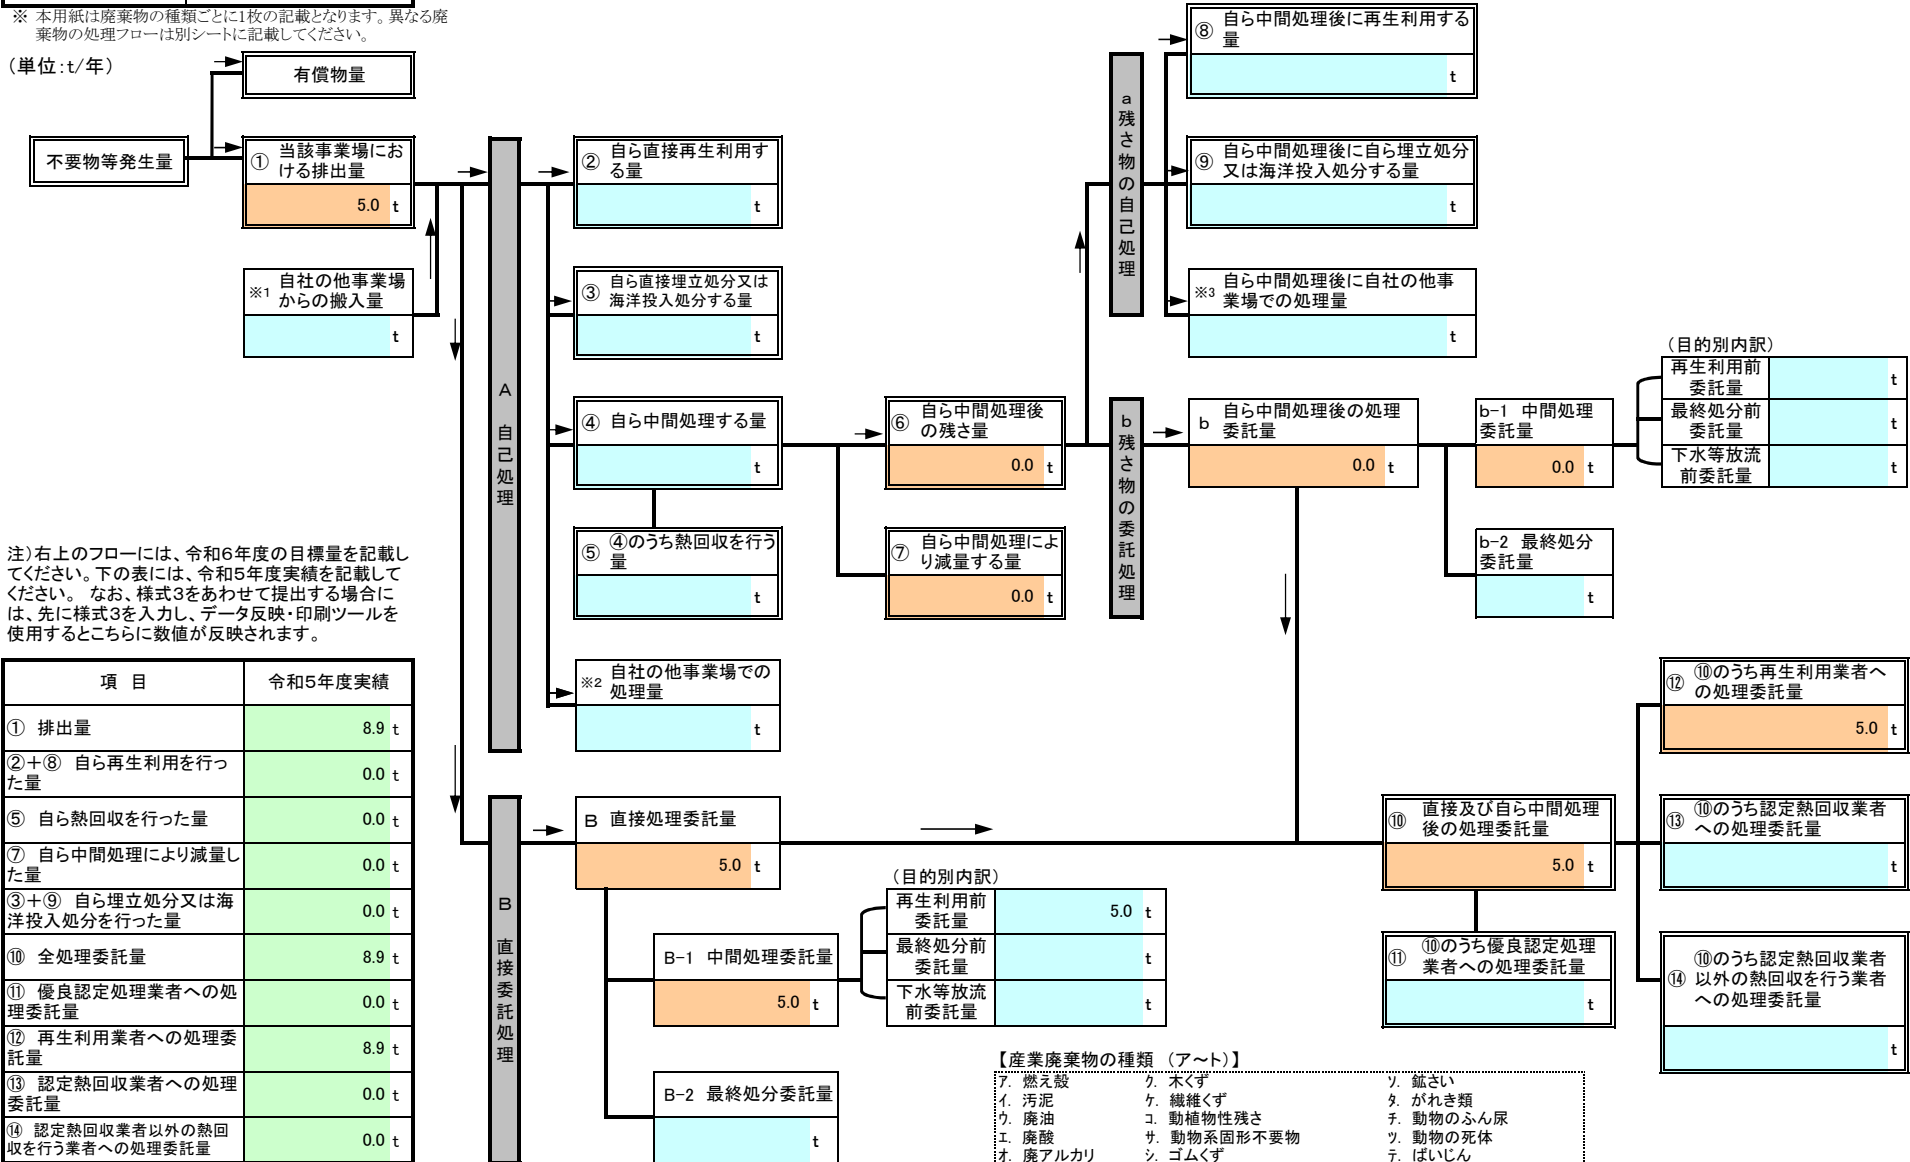 ※ 本用紙は廃棄物の種類ごとに1枚の記載となります。異なる廃
棄物の処理フローは別シートに記載してください。
（単位：t/年）
有償物量
不要物等発生量
① 当該事業場にお
ける排出量
5.0 t
※1 自社の他事業場
からの搬入量
t
A 自己処理
② 自ら直接再生利用す
る量
t
③ 自ら直接埋立処分又は
海洋投入処分する量
t
④ 自ら中間処理する量
t
⑤ ④のうち熱回収を行う
量
t
※2 自社の他事業場での
処理量
t
⑥ 自ら中間処理後
の残さ量
0.0 t
⑦ 自ら中間処理によ
り減量する量
0.0 t
a 残さ物の自己処理
⑧ 自ら中間処理後に再生利用する
量
t
⑨ 自ら中間処理後に自ら埋立処分
又は海洋投入処分する量
t
※3 自ら中間処理後に自社の他事
業場での処理量
t
b 残さ物の委託処理
b 自ら中間処理後の処理
委託量
0.0 t
b-1 中間処理
委託量
0.0 t
b-2 最終処分
委託量
t
（目的別内訳）
再生利用前
委託量
t
最終処分前
委託量
t
下水等放流
前委託量
t
注）右上のフローには、令和６年度の目標量を記載し
てください。下の表には、令和５年度実績を記載して
ください。 なお、様式３をあわせて提出する場合に
は、先に様式３を入力し、データ反映・印刷ツールを
使用するとこちらに数値が反映されます。
項 目 令和５年度実績
① 排出量 8.9 t
②＋⑧ 自ら再生利用を行っ
た量 0.0 t
⑤ 自ら熱回収を行った量 0.0 t
⑦ 自ら中間処理により減量し
た量 0.0 t
③＋⑨ 自ら埋立処分又は海
洋投入処分を行った量 0.0 t
⑩ 全処理委託量 8.9 t
⑪ 優良認定処理業者への処
理委託量 0.0 t
⑫ 再生利用業者への処理委
託量 8.9 t
⑬ 認定熱回収業者への処理
委託量 0.0 t
⑭ 認定熱回収業者以外の熱回
収を行う業者への処理委託量 0.0 t
B 直接委託処理
B 直接処理委託量
5.0 t
B-1 中間処理委託量
5.0 t
B-2 最終処分委託量
t
（目的別内訳）
再生利用前
委託量
5.0 t
最終処分前
委託量
t
下水等放流
前委託量
t
⑩ 直接及び自ら中間処理
後の処理委託量
5.0 t
⑪ ⑩のうち優良認定処理
業者への処理委託量
t
⑫ ⑩のうち再生利用業者へ
の処理委託量
5.0 t
⑬ ⑩のうち認定熱回収業者
への処理委託量
t
⑭ ⑩のうち認定熱回収業者
以外の熱回収を行う業者
への処理委託量
t
【産業廃棄物の種類 （ア～ト）】
ア. 燃え殻 ク. 木くず ソ. 鉱さい
イ. 汚泥 ケ. 繊維くず タ. がれき類
ウ. 廃油 コ. 動植物性残さ チ. 動物のふん尿
エ. 廃酸 サ. 動物系固形不要物 ツ. 動物の死体
オ. 廃アルカリ シ. ゴムくず テ. ばいじん